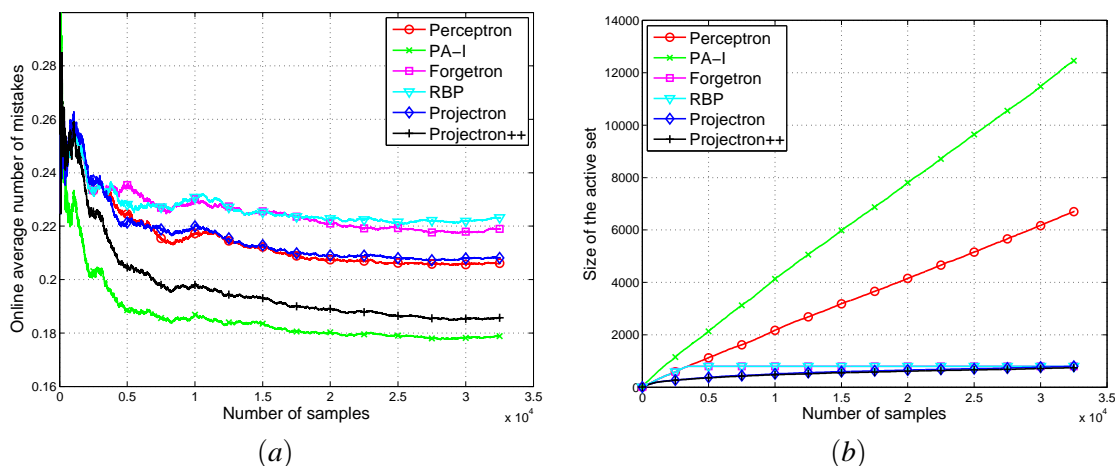 0.28
0.26
0.24
0.22
0.2
0.18
0.16
Online average number of mistakes
Perceptron
PA−I
Forgetron
RBP
Projectron
Projectron++
0 0.5 1 1.5 2 2.5 3 3.5
x 10^4
Number of samples
(a)
14000
12000
10000
8000
6000
4000
2000
0
Size of the active set
Perceptron
PA−I
Forgetron
RBP
Projectron
Projectron++
0 0.5 1 1.5 2 2.5 3 3.5
x 10^4
Number of samples
(b)